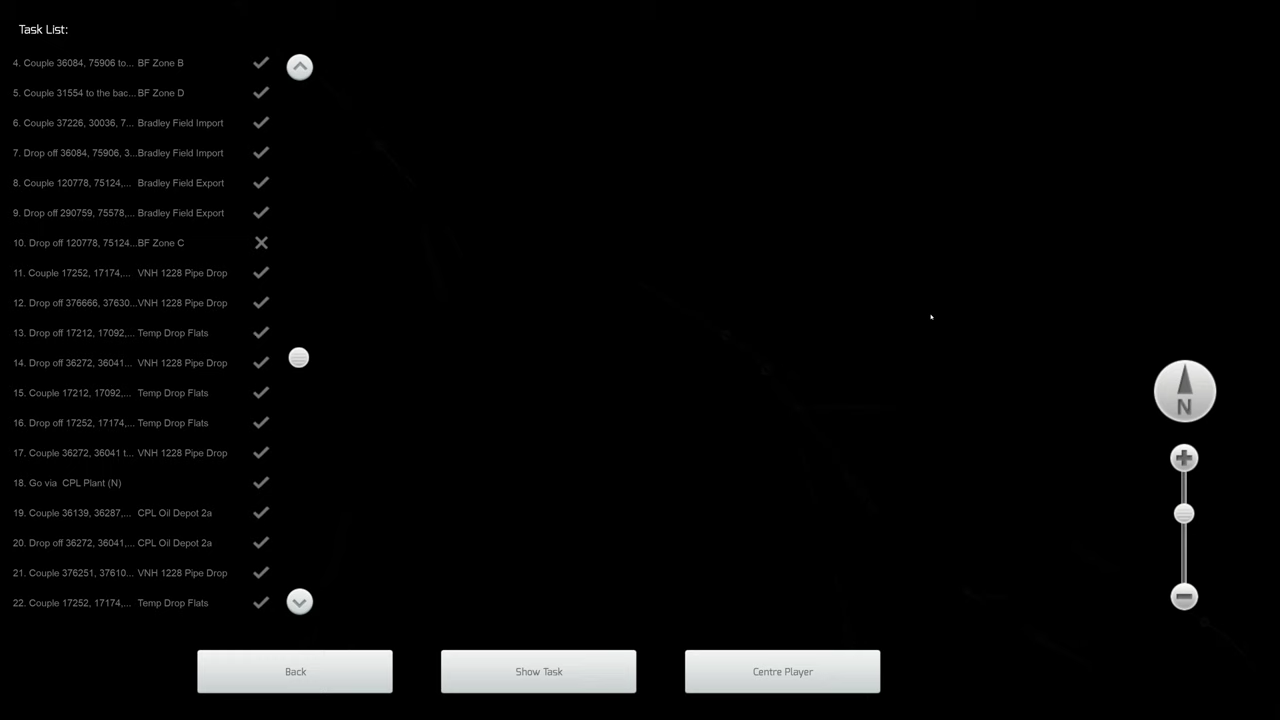 Task List:
4. Couple 36084, 75906 to... BF Zone B
5. Couple 31554 to the bac... BF Zone D
6. Couple 37226, 30036, 7... Bradley Field Import
7. Drop off 36084, 75906, 3... Bradley Field Import
8. Couple 120778, 75124,... Bradley Field Export
9. Drop off 290759, 75578,... Bradley Field Export
10. Drop off 120778, 75124... BF Zone C
11. Couple 17252, 17174,... VNH 1228 Pipe Drop
12. Drop off 376666, 37630... VNH 1228 Pipe Drop
13. Drop off 17212, 17092,... Temp Drop Flats
14. Drop off 36272, 36041... VNH 1228 Pipe Drop
15. Couple 17212, 17092,... Temp Drop Flats
16. Drop off 17252, 17174,... Temp Drop Flats
17. Couple 36272, 36041 t... VNH 1228 Pipe Drop
18. Go via CPL Plant (N)
19. Couple 36139, 36287,... CPL Oil Depot 2a
20. Drop off 36272, 36041,... CPL Oil Depot 2a
21. Couple 376251, 37610... VNH 1228 Pipe Drop
22. Couple 17252, 17174,... Temp Drop Flats
N
Back
Show Task
Centre Player